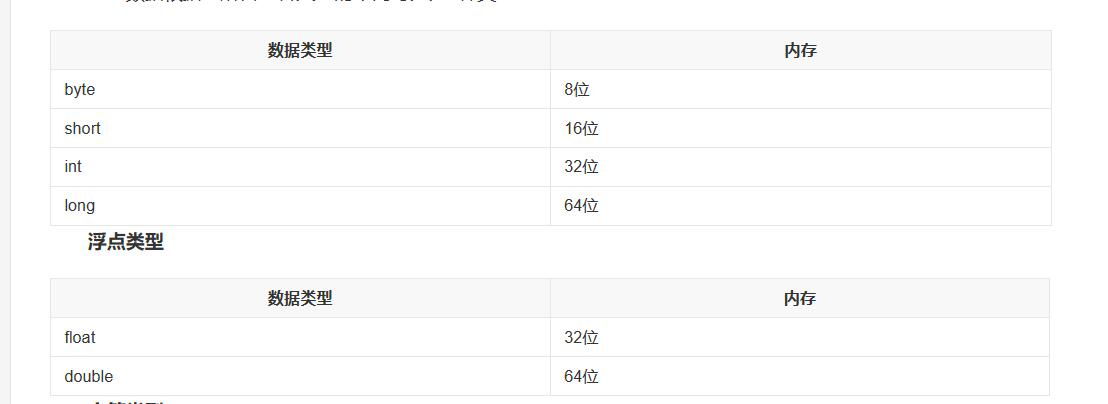 数据类型 内存
byte 8位
short 16位
int 32位
long 64位
浮点类型
数据类型 内存
float 32位
double 64位